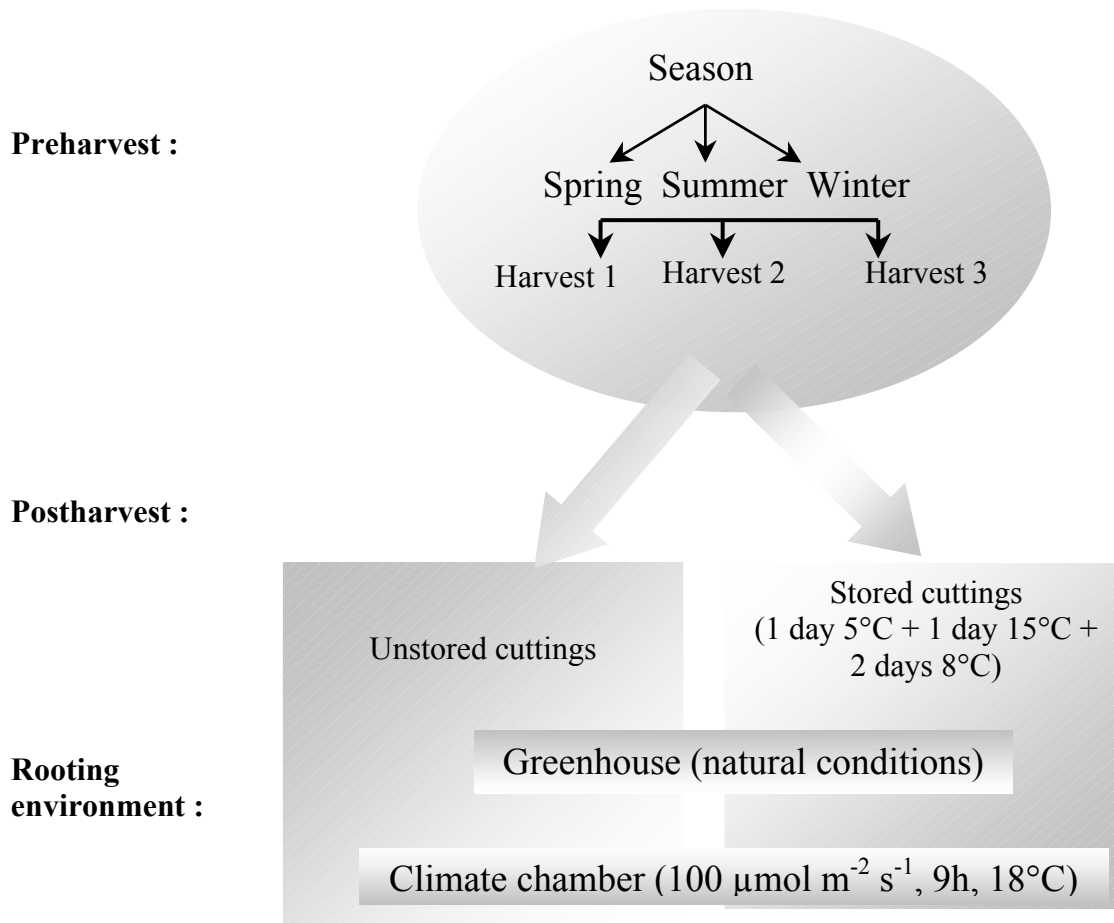 Season
Preharvest :
Spring Summer Winter
Harvest 1 Harvest 2 Harvest 3
Postharvest :
Unstored cuttings
Stored cuttings
(1 day 5°C + 1 day 15°C +
2 days 8°C)
Rooting
environment :
Greenhouse (natural conditions)
Climate chamber (100 µmol m⁻² s⁻¹, 9h, 18°C)